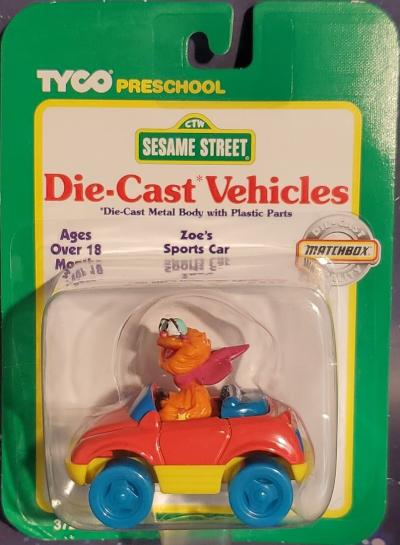 TYCO PRESCHOOL
CTW
SESAME STREET
Die-Cast* Vehicles
*Die-Cast Metal Body with Plastic Parts
Ages
Over 18
Months
Zoe's
Sports Car
MATCHBOX